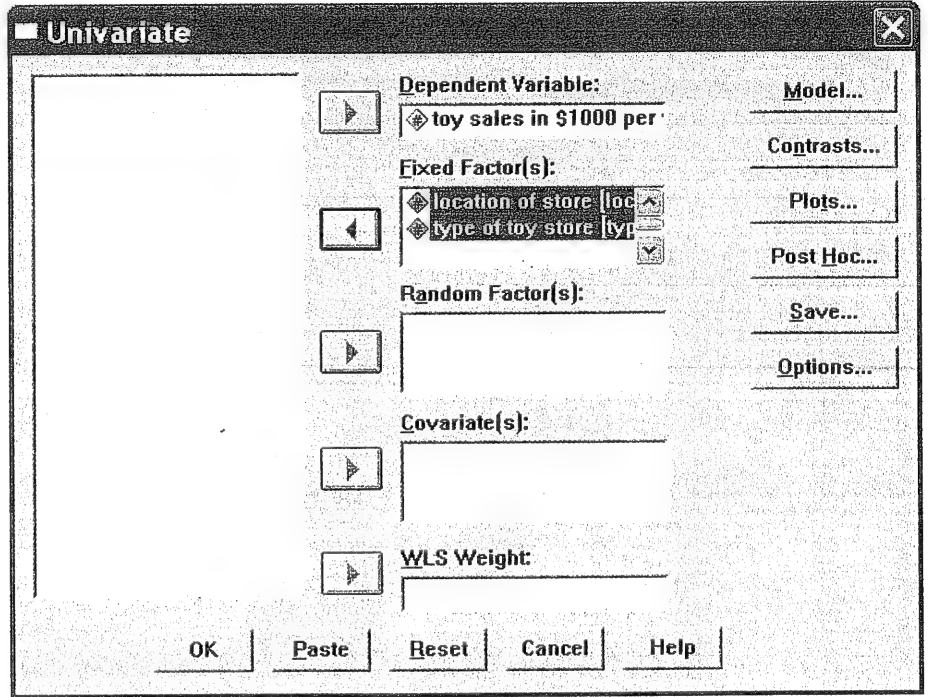 Univariate
Dependent Variable:
toy sales in $1000 per
Fixed Factor(s):
location of store [loc
type of toy store [typ
Random Factor(s):
Covariate(s):
WLS Weight:
Model...
Contrasts...
Plots...
Post Hoc...
Save...
Options...
OK
Paste
Reset
Cancel
Help